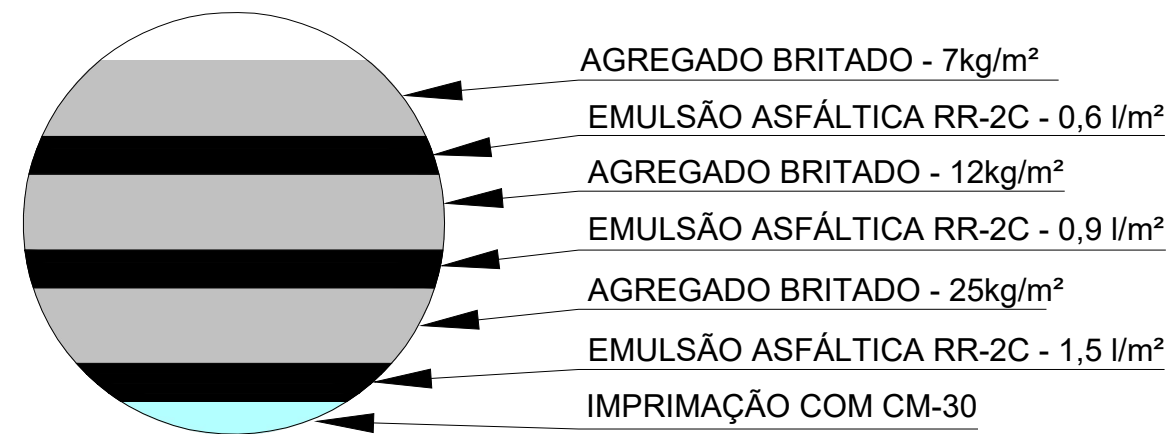 AGREGADO BRITADO - 7kg/m²
EMULSÃO ASFÁLTICA RR-2C - 0,6 l/m²
AGREGADO BRITADO - 12kg/m²
EMULSÃO ASFÁLTICA RR-2C - 0,9 l/m²
AGREGADO BRITADO - 25kg/m²
EMULSÃO ASFÁLTICA RR-2C - 1,5 l/m²
IMPRIMAÇÃO COM CM-30